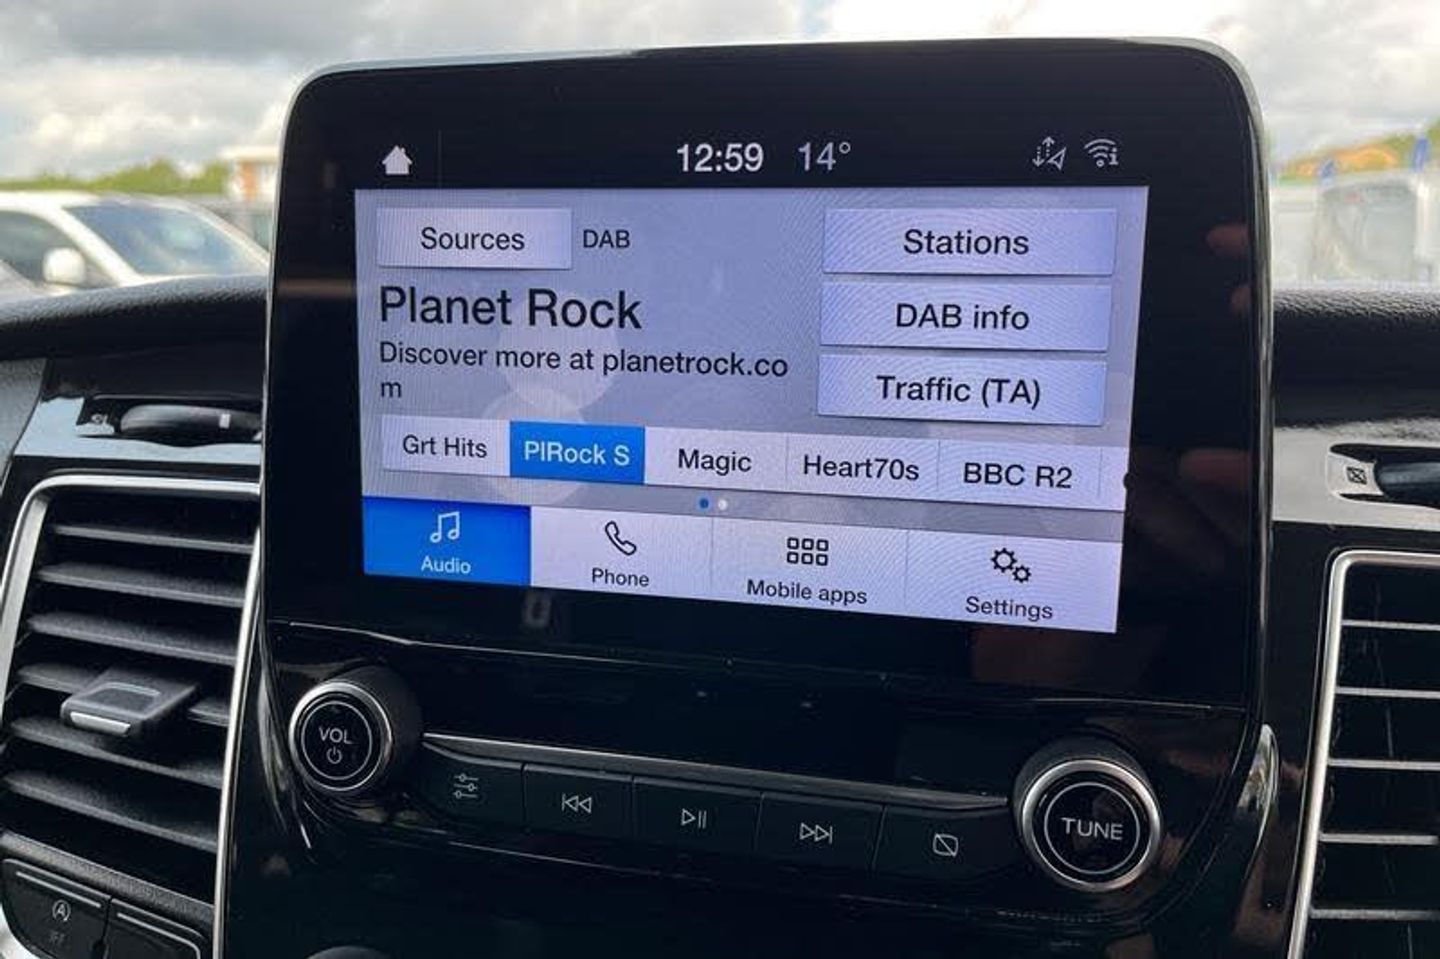 12:59 14°
Sources DAB
Stations
Planet Rock
DAB info
Discover more at planetrock.co
m
Traffic (TA)
Grt Hits PlRock S Magic Heart70s BBC R2
Audio Phone Mobile apps Settings
VOL
TUNE